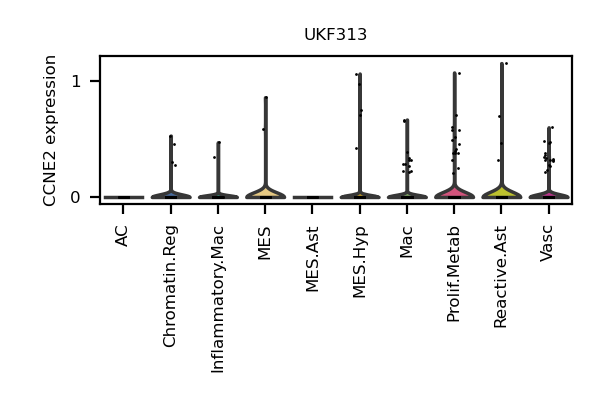 UKF313
CCNE2 expression
1
0
AC
Chromatin.Reg
Inflammatory.Mac
MES
MES.Ast
MES.Hyp
Mac
Prolif.Metab
Reactive.Ast
Vasc